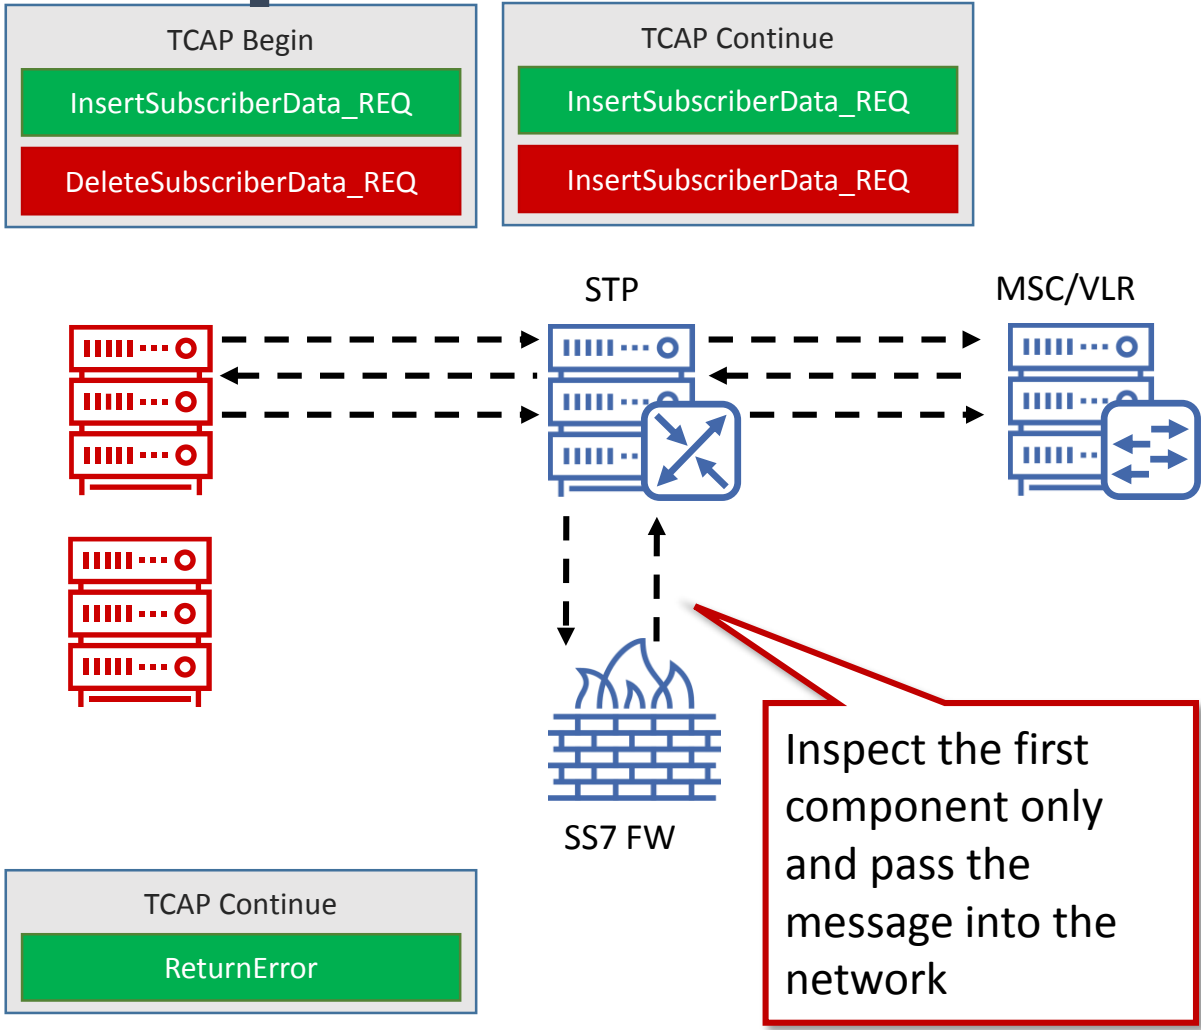 TCAP Begin
InsertSubscriberData_REQ
DeleteSubscriberData_REQ
TCAP Continue
InsertSubscriberData_REQ
InsertSubscriberData_REQ
STP
MSC/VLR
SS7 FW
Inspect the first
component only
and pass the
message into the
network
TCAP Continue
ReturnError